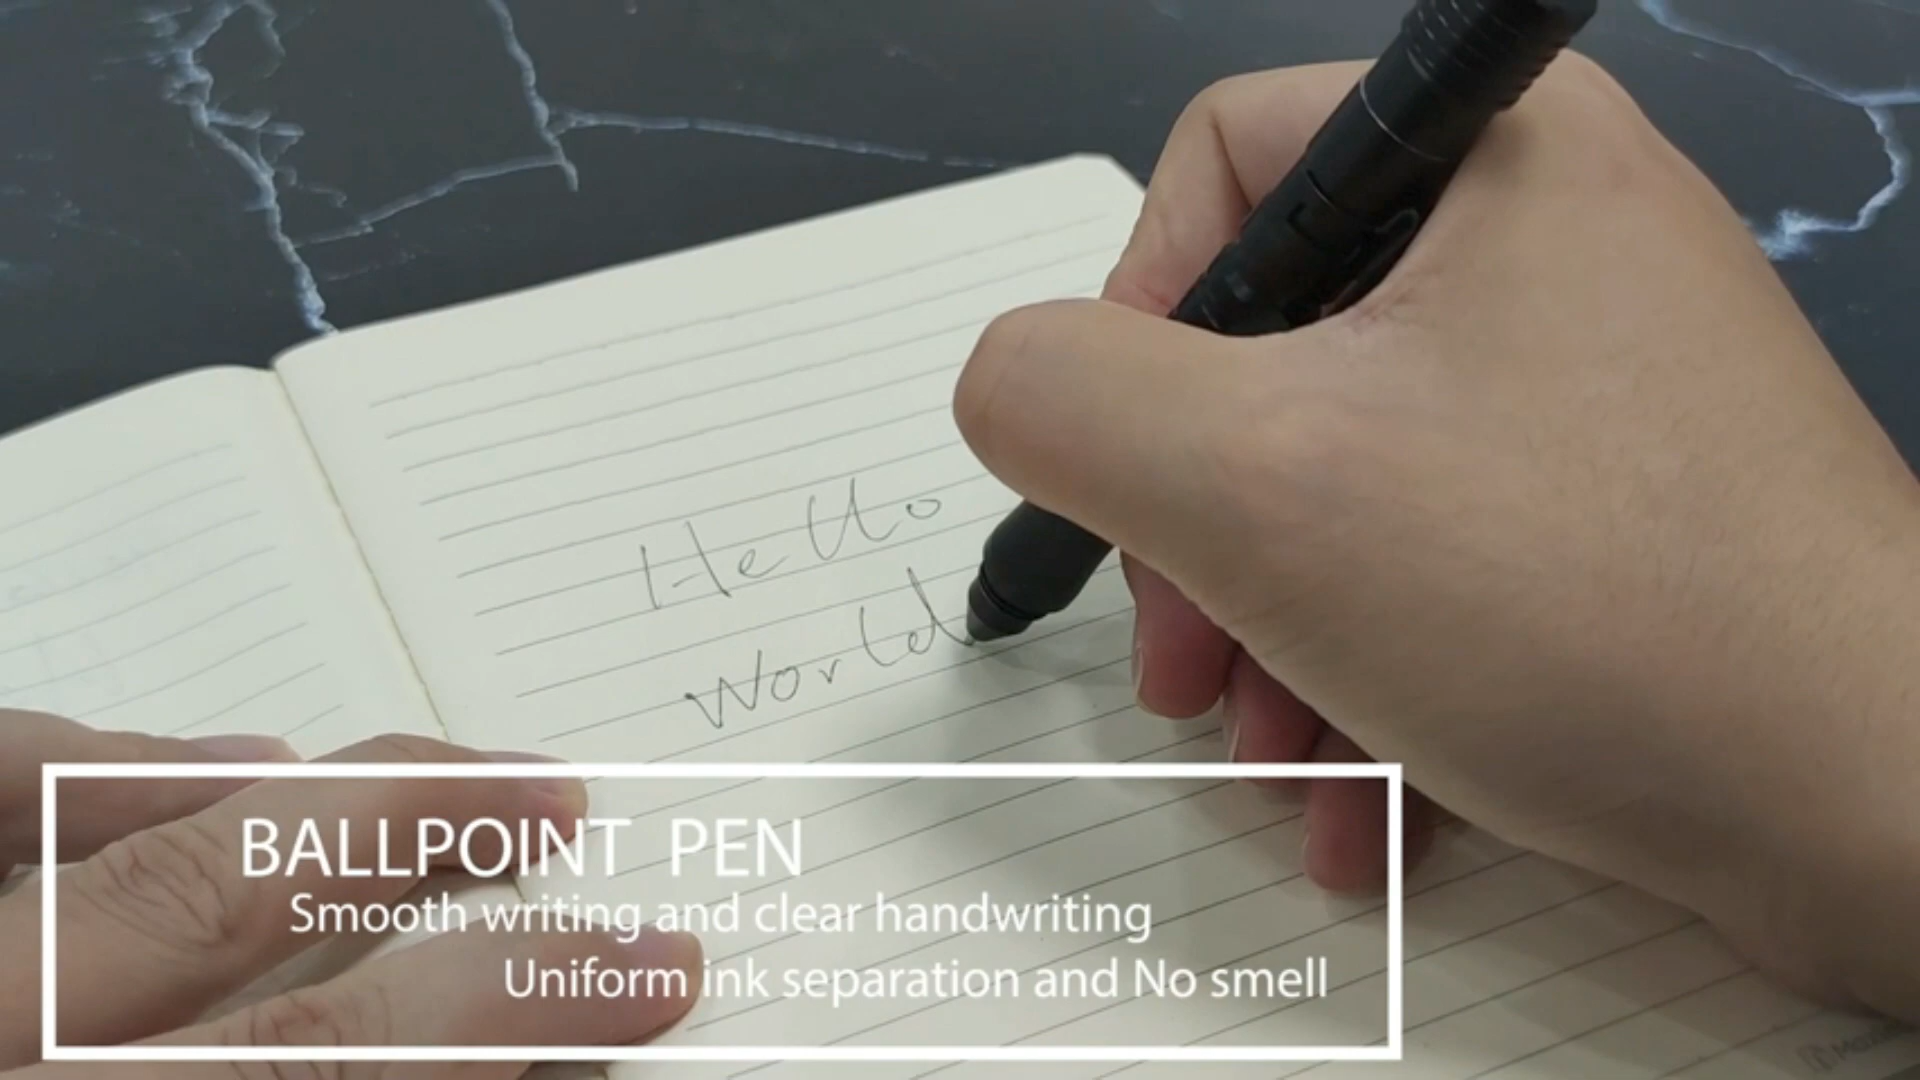 Hello
World
BALLPOINT PEN
Smooth writing and clear handwriting
Uniform ink separation and No smell